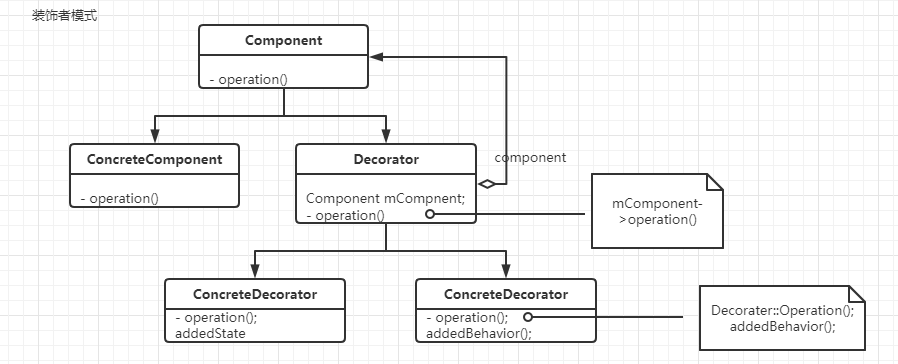 装饰者模式
Component
- operation()
ConcreteComponent
- operation()
Decorator
Component mCompnent;
- operation()
component
mComponent-
>operation()
ConcreteDecorator
- operation();
addedState
ConcreteDecorator
- operation();
addedBehavior();
Decorater::Operation();
addedBehavior();